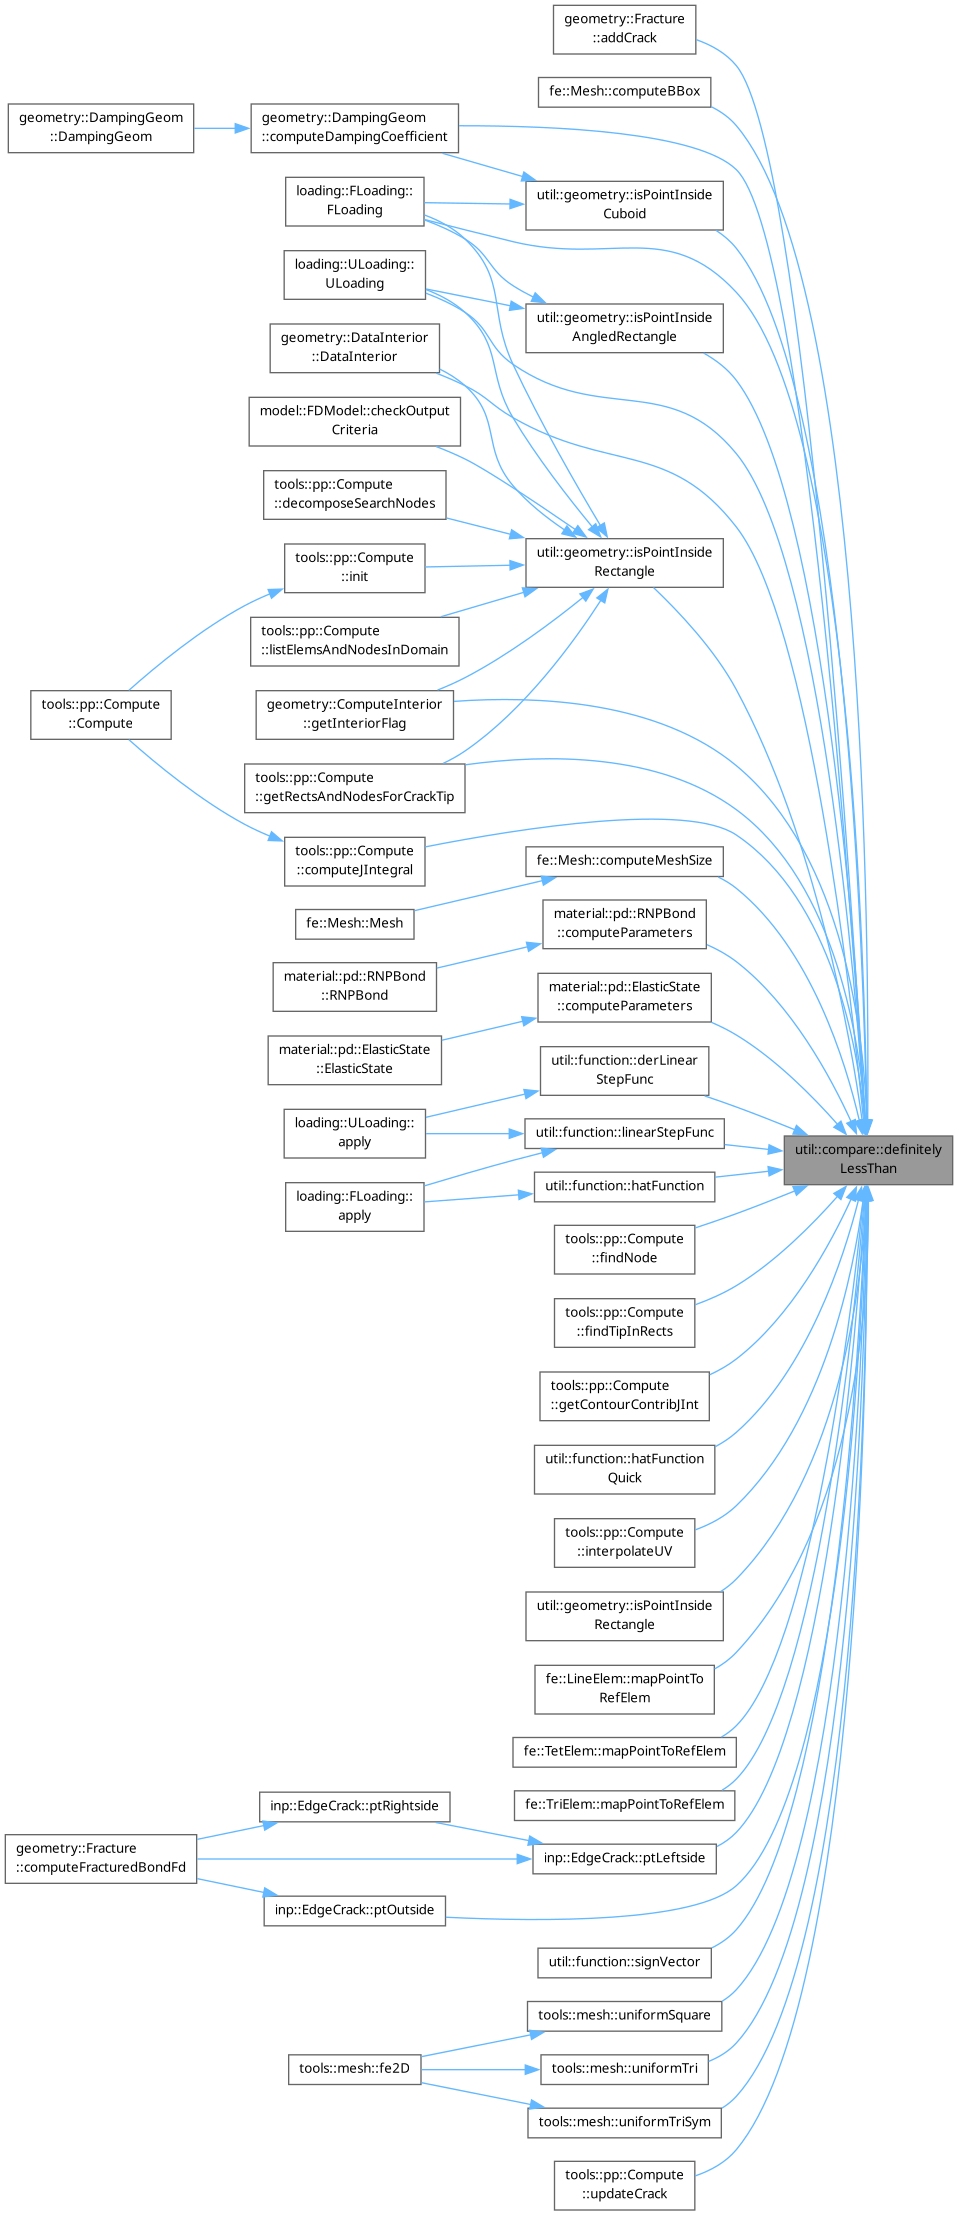 geometry::Fracture
::addCrack
fe::Mesh::computeBBox
geometry::DampingGeom
::DampingGeom
geometry::DampingGeom
::computeDampingCoefficient
loading::FLoading::
FLoading
util::geometry::isPointInside
Cuboid
loading::ULoading::
ULoading
util::geometry::isPointInside
AngledRectangle
geometry::DataInterior
::DataInterior
model::FDModel::checkOutput
Criteria
tools::pp::Compute
::decomposeSearchNodes
tools::pp::Compute
::init
util::geometry::isPointInside
Rectangle
tools::pp::Compute
::listElemsAndNodesInDomain
tools::pp::Compute
::Compute
geometry::ComputeInterior
::getInteriorFlag
tools::pp::Compute
::getRectsAndNodesForCrackTip
tools::pp::Compute
::computeJIntegral
fe::Mesh::computeMeshSize
fe::Mesh::Mesh
material::pd::RNPBond
::computeParameters
material::pd::RNPBond
::RNPBond
material::pd::ElasticState
::computeParameters
material::pd::ElasticState
::ElasticState
util::function::derLinear
StepFunc
loading::ULoading::
apply
util::function::linearStepFunc
util::compare::definitely
LessThan
loading::FLoading::
apply
util::function::hatFunction
tools::pp::Compute
::findNode
tools::pp::Compute
::findTipInRects
tools::pp::Compute
::getContourContribJInt
util::function::hatFunction
Quick
tools::pp::Compute
::interpolateUV
util::geometry::isPointInside
Rectangle
fe::LineElem::mapPointTo
RefElem
fe::TetElem::mapPointToRefElem
fe::TriElem::mapPointToRefElem
inp::EdgeCrack::ptRightside
geometry::Fracture
::computeFracturedBondFd
inp::EdgeCrack::ptLeftside
inp::EdgeCrack::ptOutside
util::function::signVector
tools::mesh::uniformSquare
tools::mesh::fe2D
tools::mesh::uniformTri
tools::mesh::uniformTriSym
tools::pp::Compute
::updateCrack